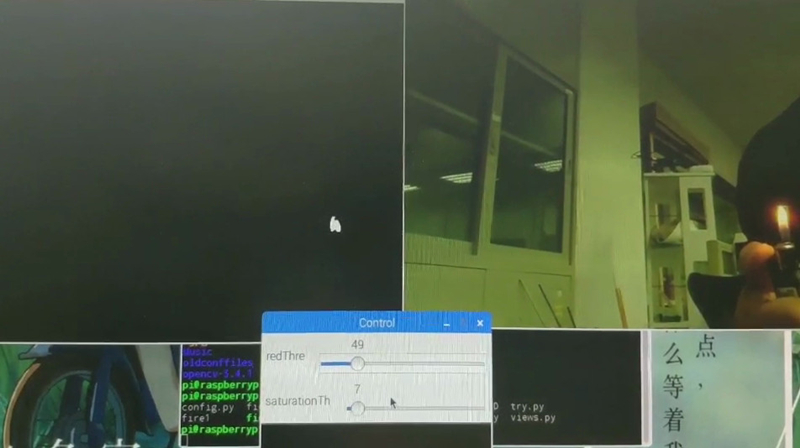 Control
49
redThre
7
saturationTh
Music
oldconffiles
opencv-3.4.1
pi@raspberryp
pi@raspberryp
config.py fi
try.py
fire1 fi
views.py
pi@raspberryp
点，
么等着